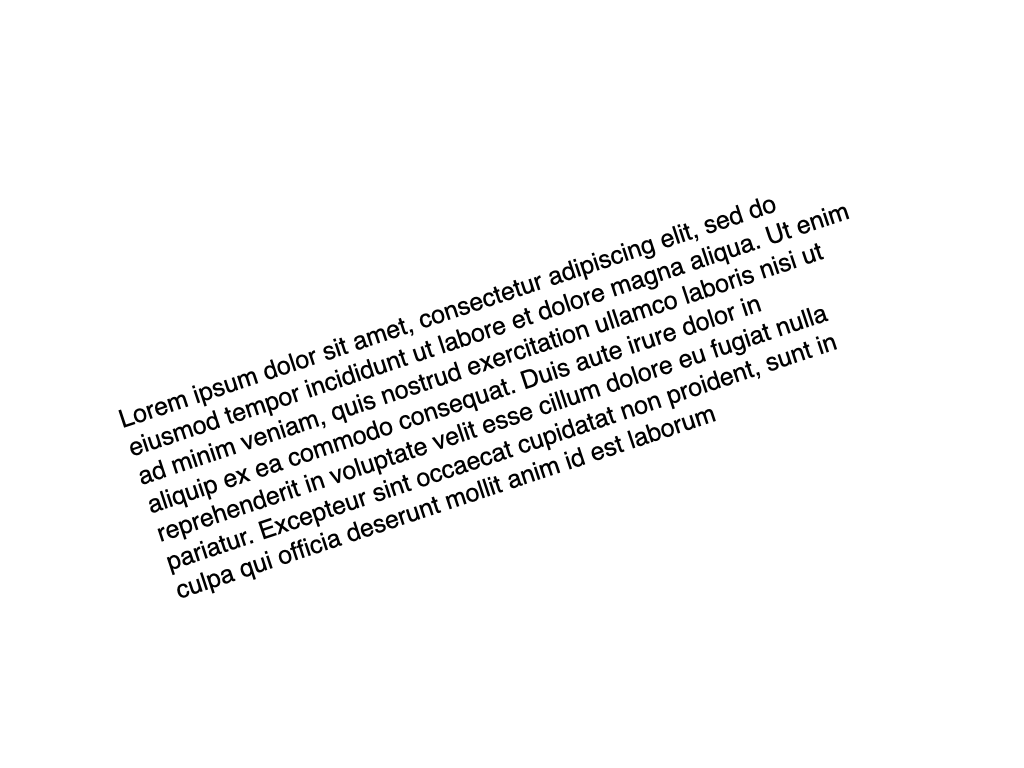 Lorem ipsum dolor sit amet, consectetur adipiscing elit, sed do
eiusmod tempor incididunt ut labore et dolore magna aliqua. Ut enim
ad minim veniam, quis nostrud exercitation ullamco laboris nisi ut
aliquip ex ea commodo consequat. Duis aute irure dolor in
reprehenderit in voluptate velit esse cillum dolore eu fugiat nulla
pariatur. Excepteur sint occaecat cupidatat non proident, sunt in
culpa qui officia deserunt mollit anim id est laborum